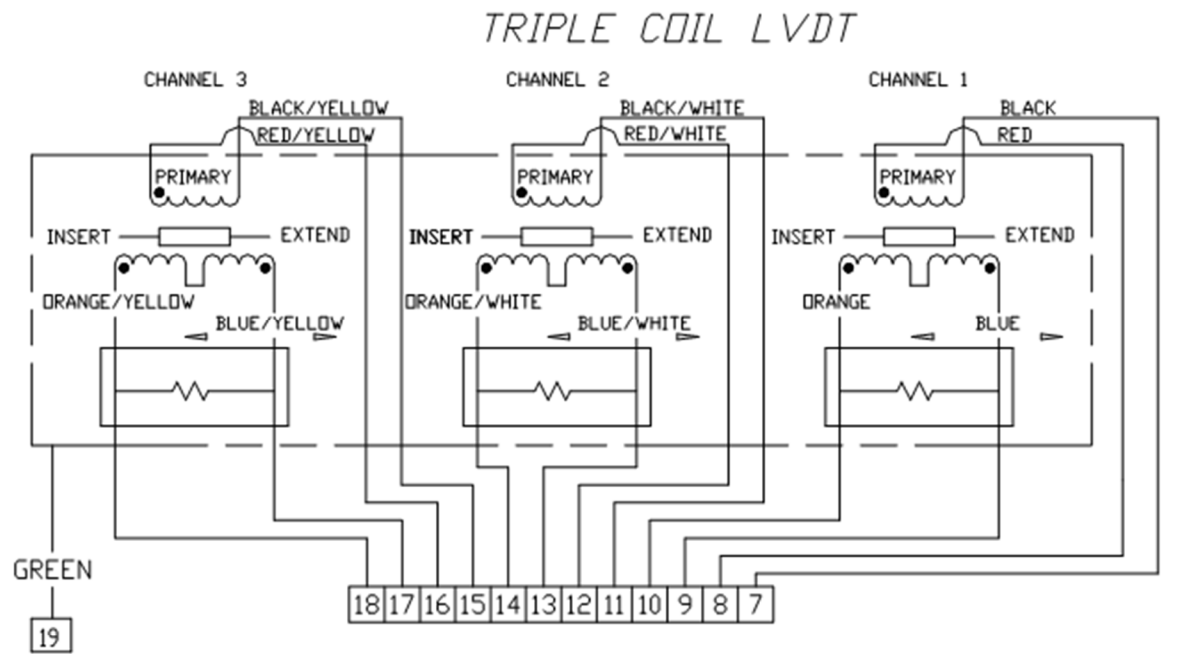 TRIPLE COIL LVDT
CHANNEL 3 CHANNEL 2 CHANNEL 1
BLACK/YELLOW BLACK/WHITE BLACK
RED/YELLOW RED/WHITE RED
PRIMARY PRIMARY PRIMARY
INSERT EXTEND INSERT EXTEND INSERT EXTEND
ORANGE/YELLOW ORANGE/WHITE ORANGE
BLUE/YELLOW BLUE/WHITE BLUE
GREEN
18 17 16 15 14 13 12 11 10 9 8 7
19